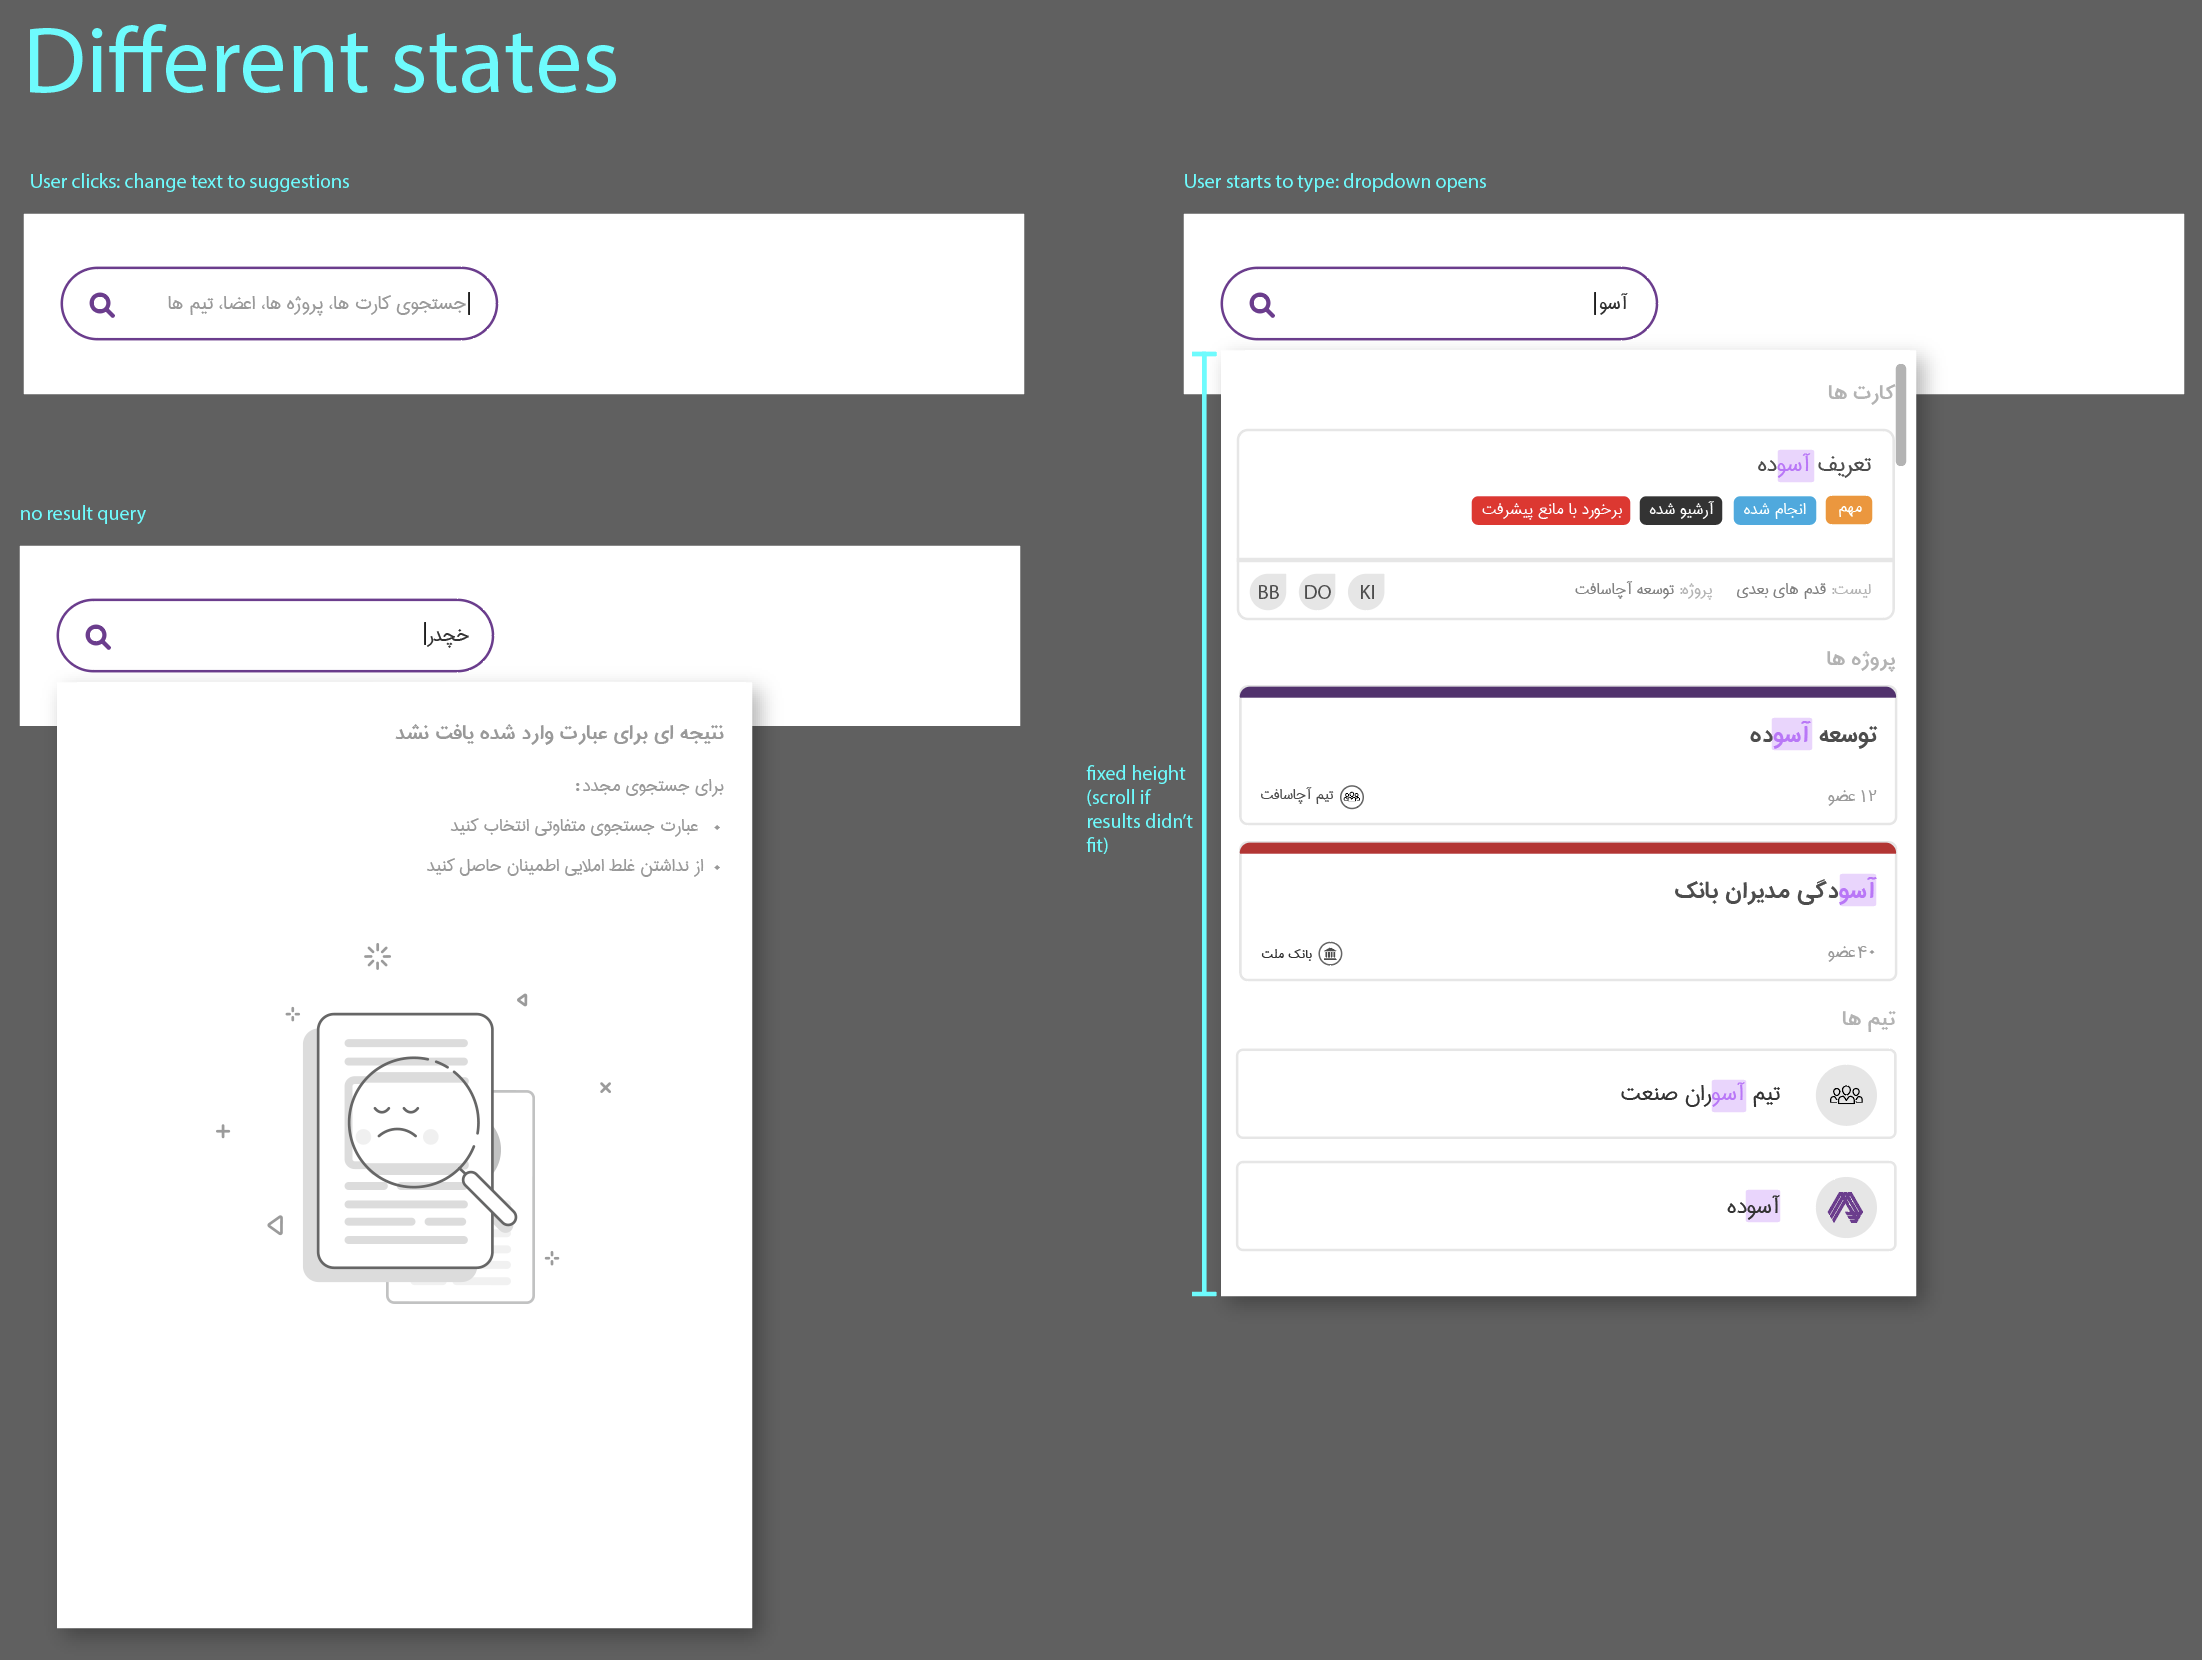 Different states
User clicks: change text to suggestions
جستجوی کارت ها، پروژه ها، اعضا، تیم ها
no result query
خچدر
نتیجه ای برای عبارت وارد شده یافت نشد
برای جستجوی مجدد:
• عبارت جستجوی متفاوتی انتخاب کنید
• از نداشتن غلط املایی اطمینان حاصل کنید
User starts to type: dropdown opens
آسو
fixed height
(scroll if
results didn't
fit)
کارت ها
تعریف آسوده
مهم انجام شده آرشیو شده برخورد با مانع پیشرفت
لیست: قدم های بعدی پروژه: توسعه آچاسافت KI DO BB
پروژه ها
توسعه آسوده
۱۲ عضو تیم آچاسافت
آسودگی مدیران بانک
۴۰عضو بانک ملت
تیم ها
تیم آسوران صنعت
آسوده